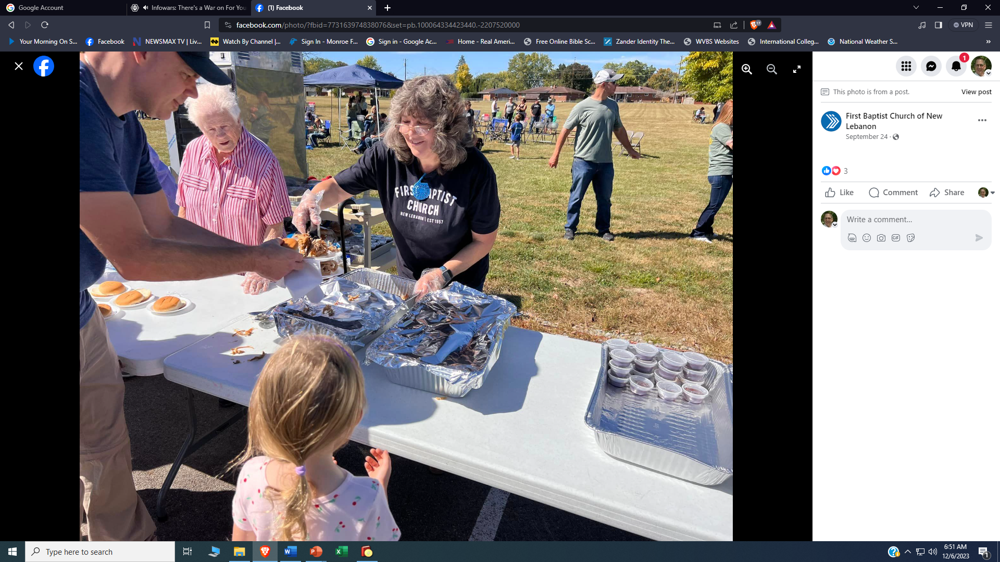 Google Account
Infowars: There's a War on For You
(1) Facebook
facebook.com/photo/?fbid=773163974838076&set=pb.100064334423440.-2207520000
17
VPN
Your Morning On S...
Facebook
NEWSMAX TV | Liv...
Watch By Channel |...
Sign In - Monroe F...
Sign in - Google Ac...
Home - Real Ameri...
Free Online Bible Sc...
Zander Identity The...
WVBS Websites
International Colleg...
National Weather S...
1
This photo is from a post.
View post
First Baptist Church of New
Lebanon
September 24 ·
3
Like
Comment
Share
Write a comment...
GIF
FIRST BAPTIST
CHURCH
NEW LEBANON | EST 1957
Type here to search
6:51 AM
12/6/2023
1